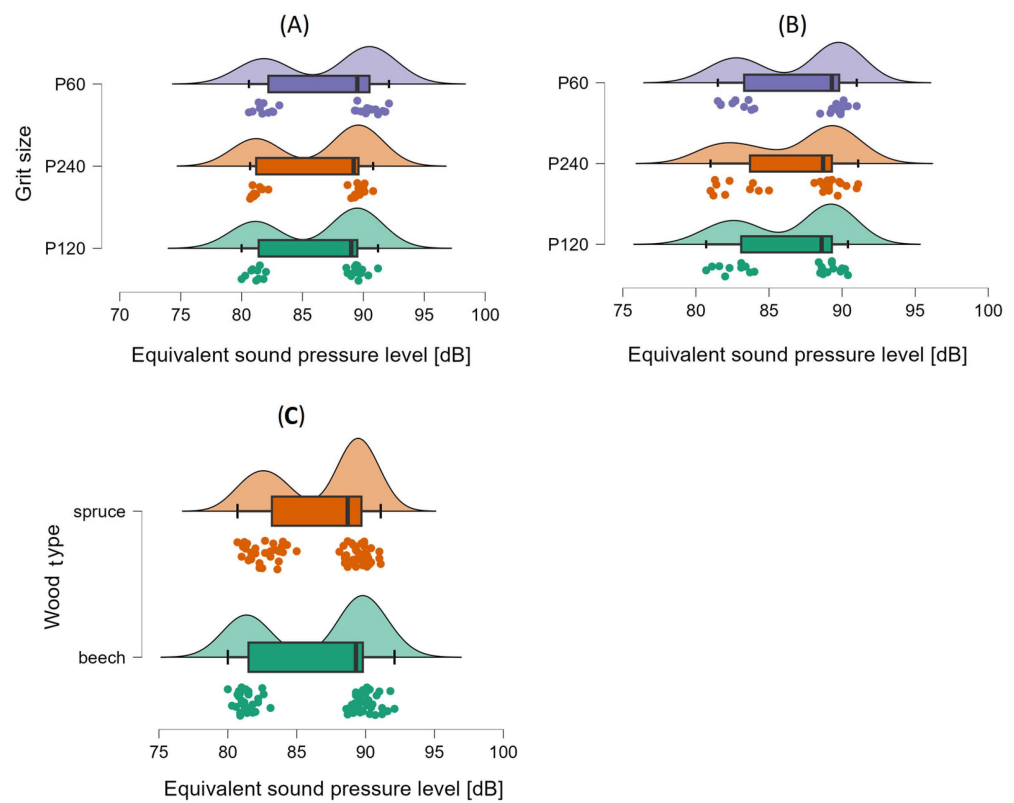 (A)
Grit size
P60
P240
P120
70 75 80 85 90 95 100
Equivalent sound pressure level [dB]
(B)
P60
P240
P120
75 80 85 90 95 100
Equivalent sound pressure level [dB]
(C)
Wood type
spruce
beech
75 80 85 90 95 100
Equivalent sound pressure level [dB]